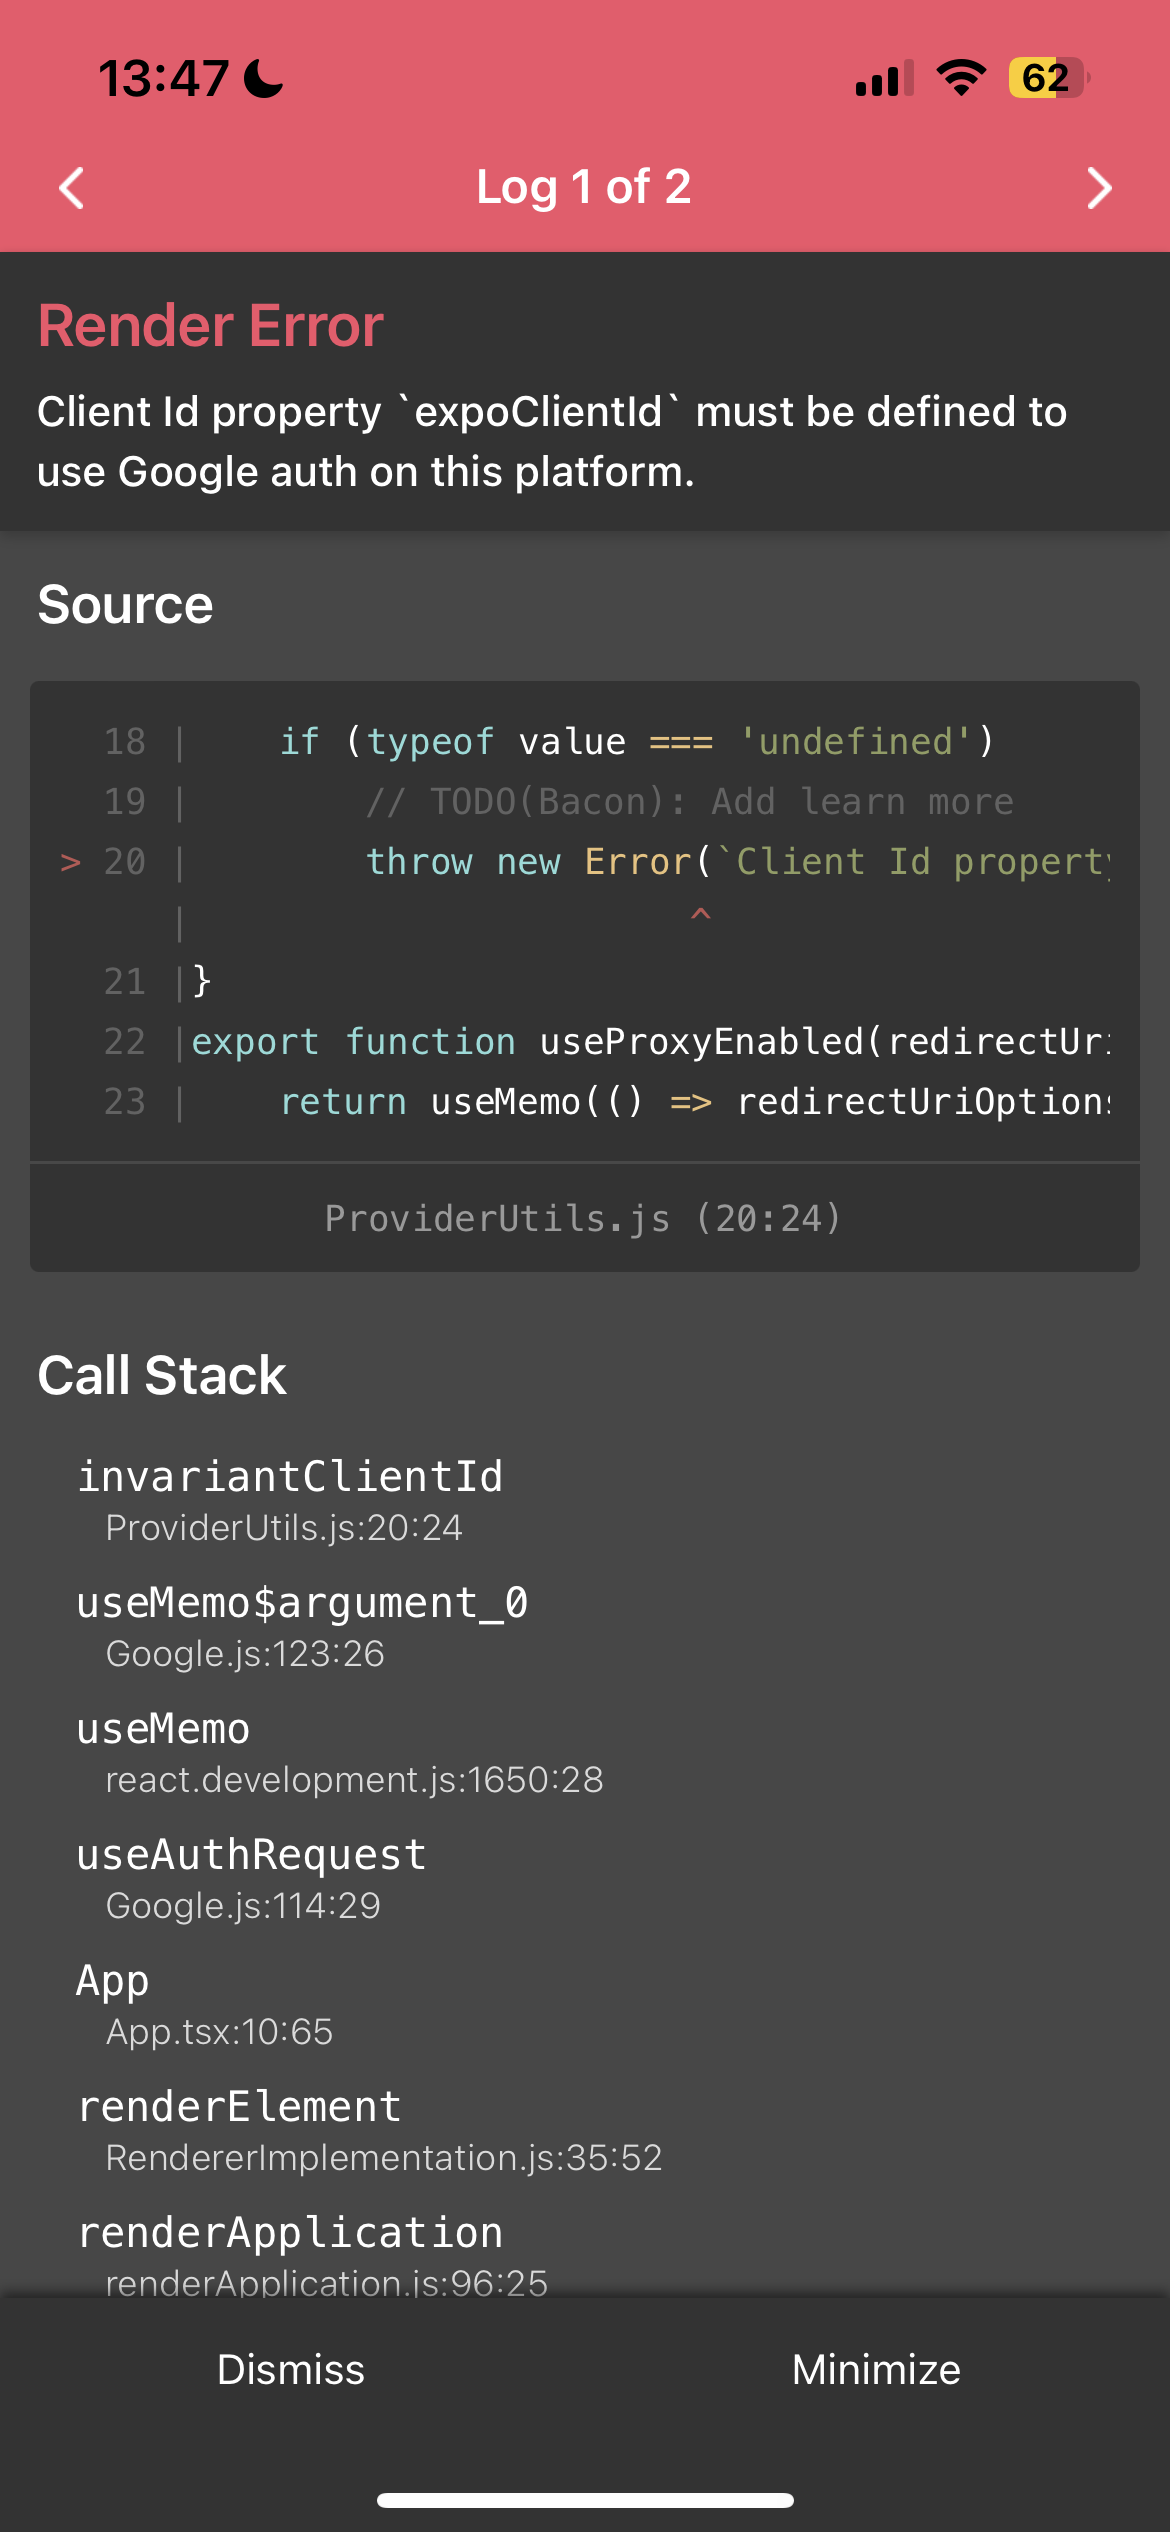 13:47
62
Log 1 of 2
Render Error
Client Id property `expoClientId` must be defined to
use Google auth on this platform.
Source
18 |    if (typeof value === 'undefined')
19 |        // TODO(Bacon): Add learn more
> 20 |        throw new Error(`Client Id property
|                       ^
21 |}
22 |export function useProxyEnabled(redirectUri
23 |    return useMemo(() => redirectUriOptions
ProviderUtils.js (20:24)
Call Stack
invariantClientId
ProviderUtils.js:20:24
useMemo$argument_0
Google.js:123:26
useMemo
react.development.js:1650:28
useAuthRequest
Google.js:114:29
App
App.tsx:10:65
renderElement
RendererImplementation.js:35:52
renderApplication
renderApplication.js:96:25
Dismiss
Minimize